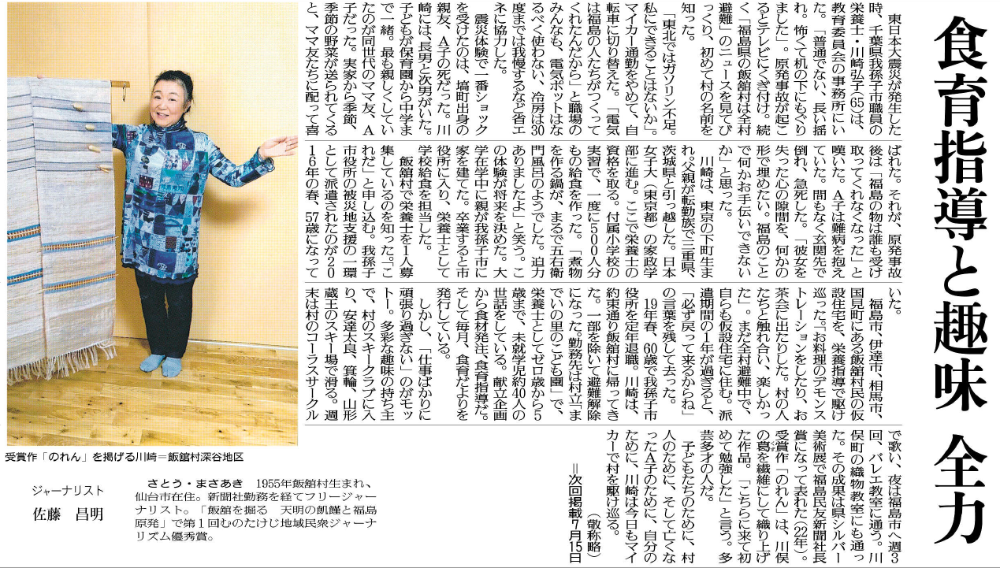 食育指導と趣味 全力
東日本大震災が発生した
時、千葉県我孫子市職員の
栄養士・川崎弘子(65)は、
教育委員会の事務所にい
た。「普通でない、長い揺
れ。怖くて机の下にもぐり
ました」。原発事故が起こ
るとテレビにくぎ付け。続
く「福島県の飯舘村は全村
避難」のニュースを見てび
っくり、初めて村の名前を
知った。
「東北ではガソリン不足。
私にできることはないか」。
マイカー通勤をやめて、自
転車に切り替えた。「電気
は福島の人たちがつくって
くれたんだから」と職場の
みんなも、電気ポットはな
るべく使わない、冷房は30
度までは我慢するなど省エ
ネに協力した。
震災体験で一番ショック
を受けたのは、塙町出身の
親友、A子の死だった。川
崎には、長男と次男がいた。
子どもが保育園から中学ま
で一緒。最も親しくしてい
たのが同世代のママ友、A
子だった。実家から季節、
季節の野菜が送られてくる
と、ママ友たちに配って喜
ばれた。それが、原発事故
後は「福島の物は誰も受け
取ってくれなくなった」と
嘆いた。A子は難病を抱え
ていた。間もなく玄関先で
倒れ、急死した。「彼女を
失った心の隙間を、何かの
形で埋めたい。福島のこと
で何かお手伝いできない
か」と思った。
川崎は、東京の下町生ま
れ。父親が転勤族で三重県、
茨城県と引っ越した。日本
女子大（東京都）の家政学
部に進む。ここで栄養士の
資格を取る。付属小学校の
実習で、一度に500人分
もの給食を作った。「煮物
を作る鍋が、まるで五右衛
門風呂のようでした。迫力
ありましたよ」と笑う。こ
の体験が将来を決めた。大
学在学中に親が我孫子市に
家を建てた。卒業すると市
役所に入り、栄養士として
学校給食を担当した。
飯舘村で栄養士を1人募
集しているのを知った。「こ
れだ」と申し込む。我孫子
市役所の被災地支援の一環
として派遣されたのが20
16年の春、57歳になって
いた。
福島市、伊達市、相馬市、
国見町にある飯舘村民の仮
設住宅を、栄養指導で駆け
巡った。「お料理のデモンス
トレーションをしたり、お
茶会に出たりした。村の人
たちと触れ合い、楽しかっ
た」。まだ全村避難中で、
自らも仮設住宅に住む。派
遣期間の1年が過ぎると、
「必ず戻って来るからね」
の言葉を残して去った。
19年春、60歳で我孫子市
役所を定年退職。川崎は、
約束通り飯舘村に帰ってき
た。一部を除いて避難解除
になった。勤務先は村立「ま
でいの里のこども園」で、
栄養士としてゼロ歳から5
歳まで、未就学児約40人の
世話をしている。献立企画
から食材発注、食育指導だ。
そして毎月、食育だよりを
発行している。
しかし、「仕事ばかりに
頑張り過ぎない」のがモッ
トー。多彩な趣味の持ち主
で、村のスキークラブに入
り、安達太良、箕輪、山形
蔵王のスキー場で滑る。週
末は村のコーラスサークル
で歌い、夜は福島市へ週3
回、バレエ教室に通う。川
俣町の織物教室にも通っ
た。その成果は県シルバー
美術展で福島民友新聞社長
賞になって表れた(22年)。
受賞作「のれん」は、川俣
の葛を繊維にして織り上げ
た作品。「こちらに来て初
めて勉強した」と言う。多
芸多才の人だ。
子どもたちのために、村
人のために、そして亡くな
ったA子のために、自分の
ために、川崎は今日もマイ
カーで村を駆け巡る。
（敬称略）
＝次回掲載7月15日
受賞作「のれん」を掲げる川崎＝飯舘村深谷地区
ジャーナリスト
佐藤 昌明
さとう・まさあき 1955年飯舘村生まれ、
仙台市在住。新聞社勤務を経てフリージャー
ナリスト。「飯舘を掘る 天明の飢饉と福島
原発」で第1回むのたけじ地域民衆ジャーナ
リズム優秀賞。